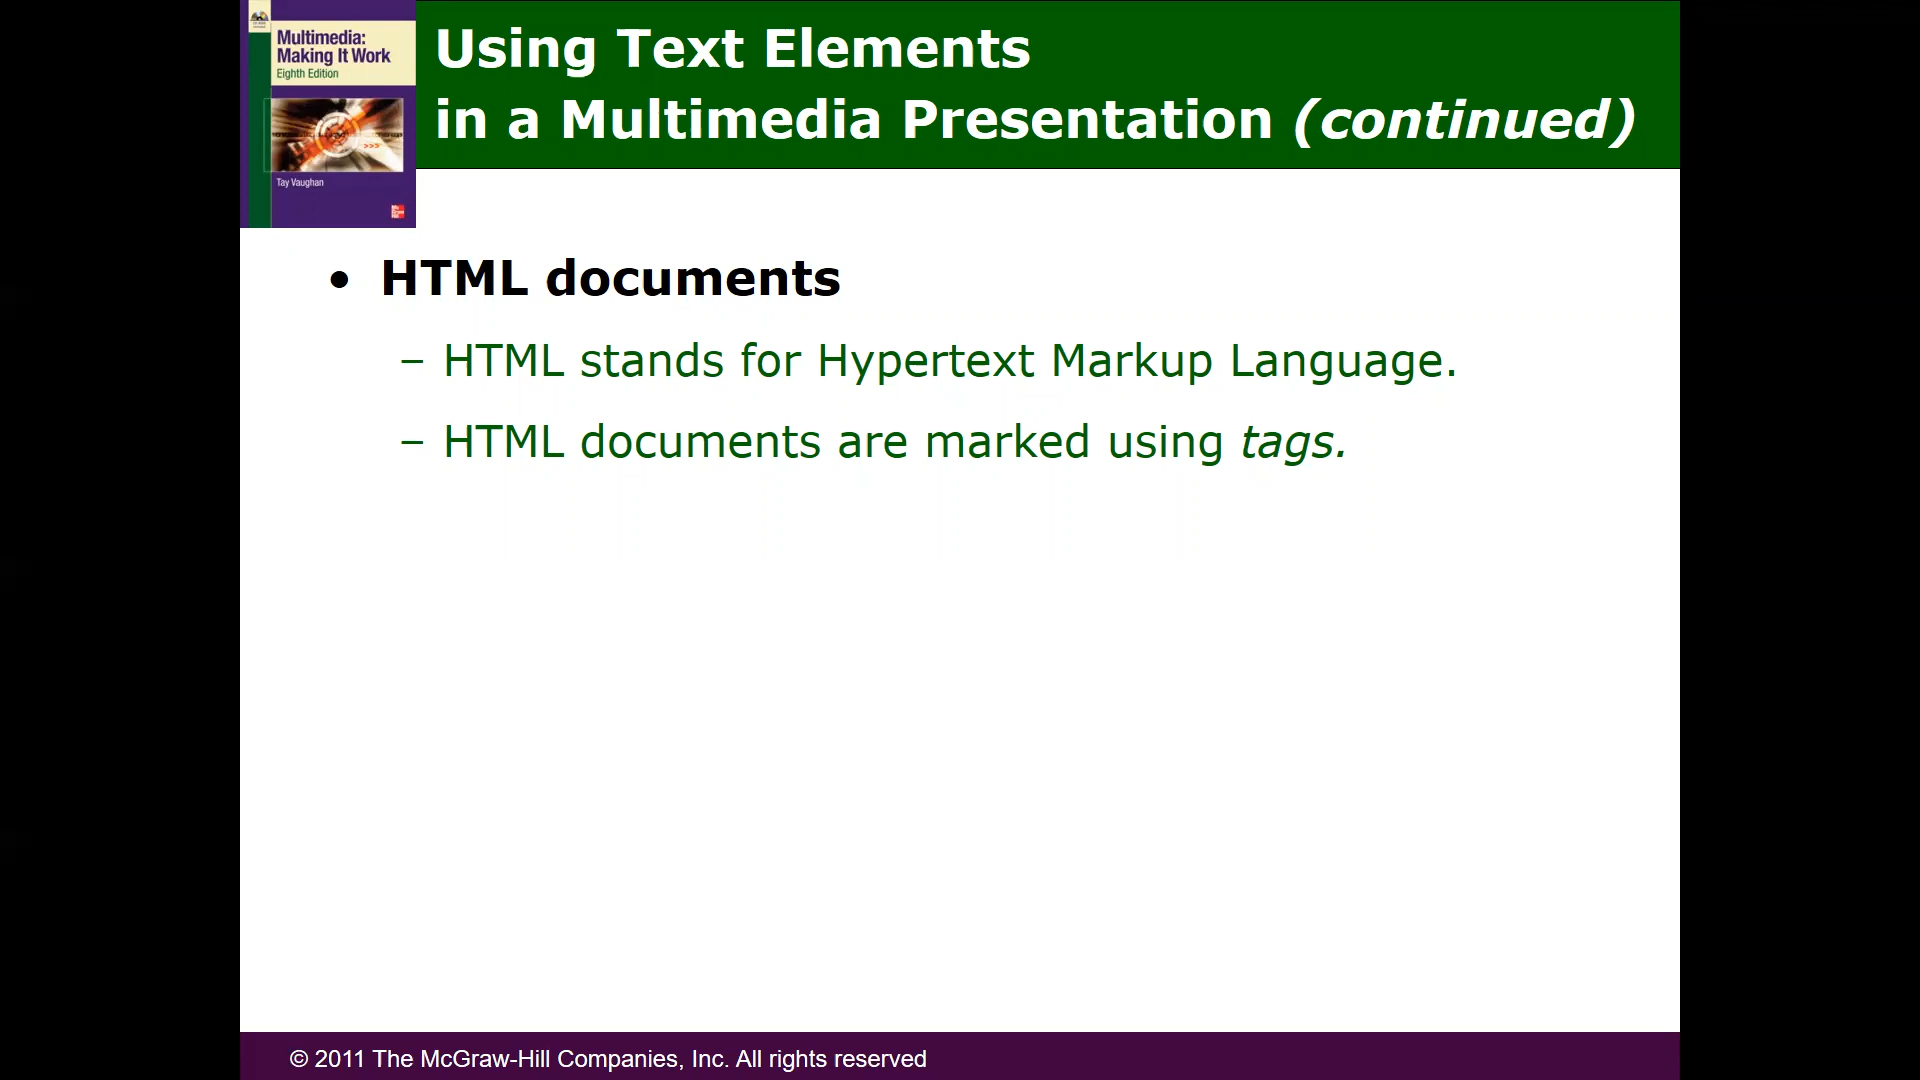 Multimedia:
Making It Work
Eighth Edition
Tay Vaughan
Using Text Elements
in a Multimedia Presentation (continued)
• HTML documents
– HTML stands for Hypertext Markup Language.
– HTML documents are marked using tags.
© 2011 The McGraw-Hill Companies, Inc. All rights reserved